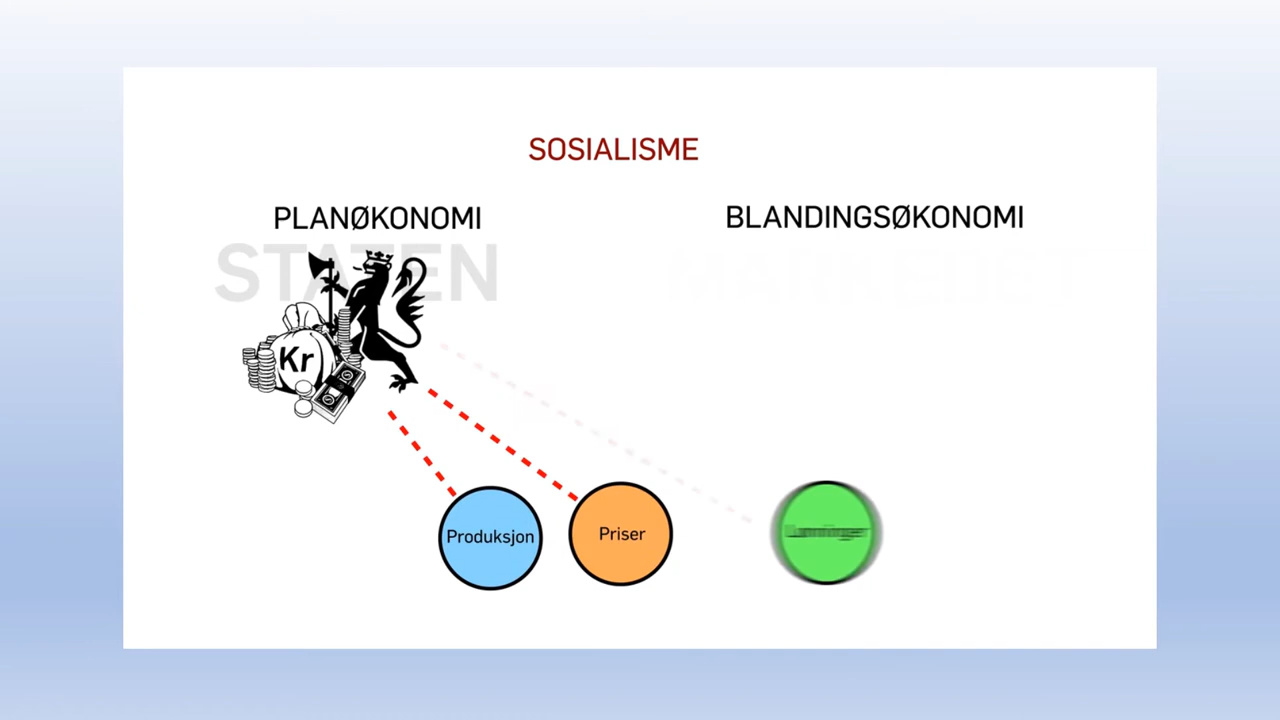 SOSIALISME
PLANØKONOMI
BLANDINGSØKONOMI
STATEN
MARKEDET
Kr
Produksjon
Priser